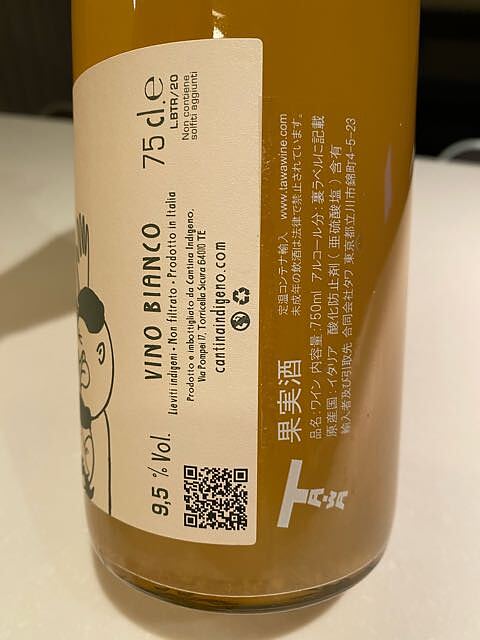 75 cl. e
L.BTR/20
Non contiene
solfiti aggiunti
VINO BIANCO
Lieviti indigeni • Non filtrato • Prodotto in Italia
Prodotto e imbottigliato da Cantina Indigeno,
Via Pompei 17, Torricella Sicura 64010 TE
cantinaindigeno.com
9,5 % Vol.
定温コンテナ輸入 www.tawawine.com
未成年の飲酒は法律で禁止されています。
果実酒
品名:ワイン 内容量:750ml アルコール分:裏ラベルに記載
原産国:イタリア 酸化防止剤(亜硫酸塩)含有
輸入者及び引取先 合同会社タワ 東京都立川市錦町4-5-23
TAWA